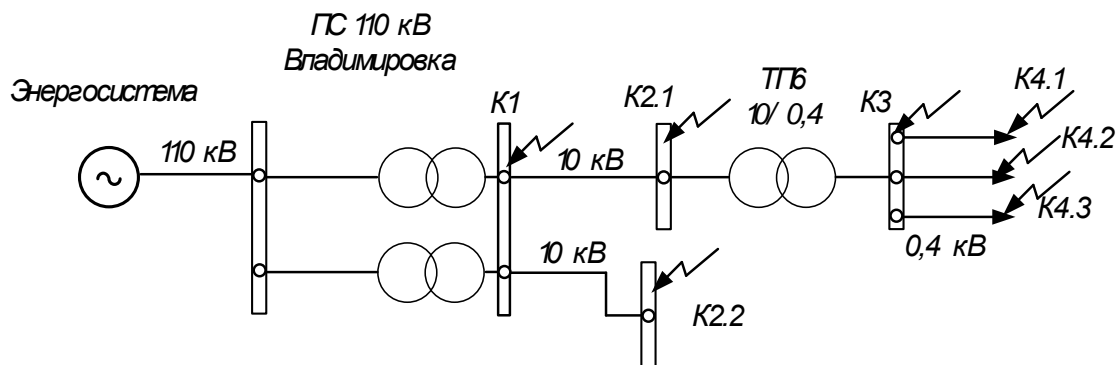 ПС 110 кВ
Владимировка
Энергосистема
110 кВ
К1
10 кВ
К2.1
ТП6
10/ 0,4
К3
К4.1
К4.2
К4.3
0,4 кВ
10 кВ
К2.2
~